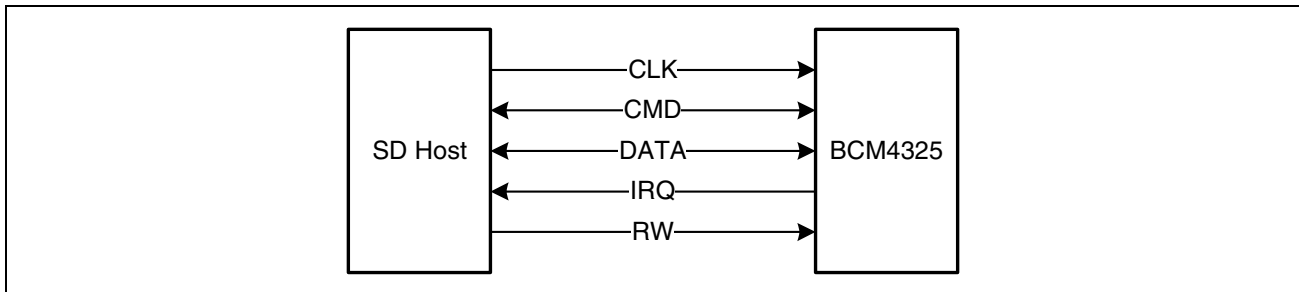 CLK
CMD
SD Host DATA BCM4325
IRQ
RW